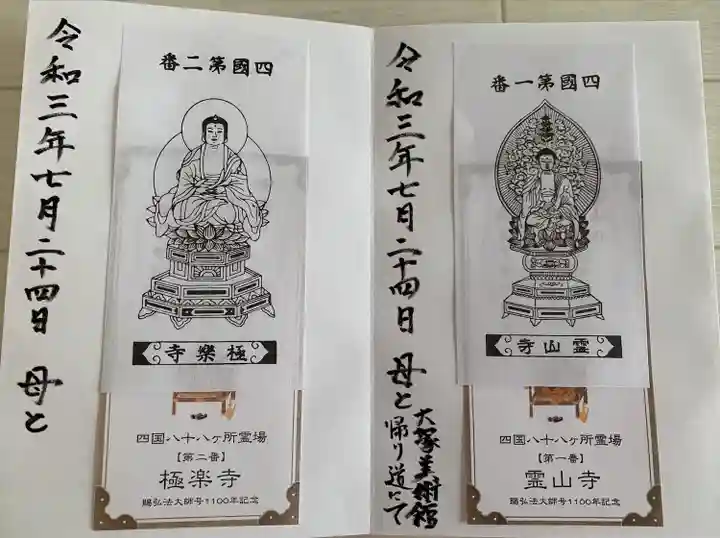 四國第一番
霊山寺
四国八十八ヶ所霊場
【第一番】
霊山寺
賜弘法大師号1100年記念
令和三年七月二十四日 母と
大塚美術館
帰り道にて
四國第二番
極樂寺
四国八十八ヶ所霊場
【第二番】
極楽寺
賜弘法大師号1100年記念
令和三年七月二十四日 母と